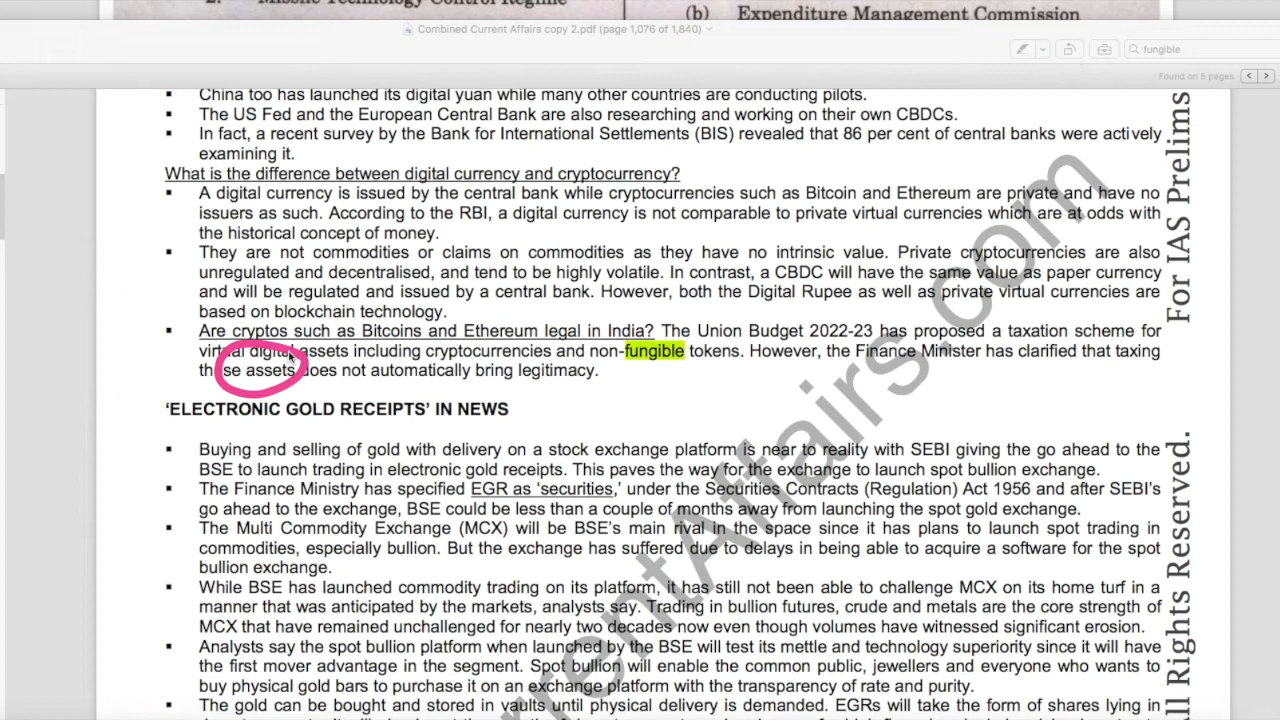 Missile Technology Control Regime
(b) Expenditure Management Commission
Combined Current Affairs copy 2.pdf (page 1,076 of 1,840)
fungible
Found on 5 pages
China too has launched its digital yuan while many other countries are conducting pilots.
The US Fed and the European Central Bank are also researching and working on their own CBDCs.
In fact, a recent survey by the Bank for International Settlements (BIS) revealed that 86 per cent of central banks were actively
examining it.
What is the difference between digital currency and cryptocurrency?
A digital currency is issued by the central bank while cryptocurrencies such as Bitcoin and Ethereum are private and have no
issuers as such. According to the RBI, a digital currency is not comparable to private virtual currencies which are at odds with
the historical concept of money.
They are not commodities or claims on commodities as they have no intrinsic value. Private cryptocurrencies are also
unregulated and decentralised, and tend to be highly volatile. In contrast, a CBDC will have the same value as paper currency
and will be regulated and issued by a central bank. However, both the Digital Rupee as well as private virtual currencies are
based on blockchain technology.
Are cryptos such as Bitcoins and Ethereum legal in India? The Union Budget 2022-23 has proposed a taxation scheme for
virtual digital assets including cryptocurrencies and non-fungible tokens. However, the Finance Minister has clarified that taxing
these assets does not automatically bring legitimacy.
'ELECTRONIC GOLD RECEIPTS' IN NEWS
Buying and selling of gold with delivery on a stock exchange platform is near to reality with SEBI giving the go ahead to the
BSE to launch trading in electronic gold receipts. This paves the way for the exchange to launch spot bullion exchange.
The Finance Ministry has specified EGR as 'securities,' under the Securities Contracts (Regulation) Act 1956 and after SEBI's
go ahead to the exchange, BSE could be less than a couple of months away from launching the spot gold exchange.
The Multi Commodity Exchange (MCX) will be BSE's main rival in the space since it has plans to launch spot trading in
commodities, especially bullion. But the exchange has suffered due to delays in being able to acquire a software for the spot
bullion exchange.
While BSE has launched commodity trading on its platform, it has still not been able to challenge MCX on its home turf in a
manner that was anticipated by the markets, analysts say. Trading in bullion futures, crude and metals are the core strength of
MCX that have remained unchallenged for nearly two decades now even though volumes have witnessed significant erosion.
Analysts say the spot bullion platform when launched by the BSE will test its mettle and technology superiority since it will have
the first mover advantage in the segment. Spot bullion will enable the common public, jewellers and everyone who wants to
buy physical gold bars to purchase it on an exchange platform with the transparency of rate and purity.
The gold can be bought and stored in vaults until physical delivery is demanded. EGRs will take the form of shares lying in
rrentAffairs.com
For IAS Prelims
ll Rights Reserved.